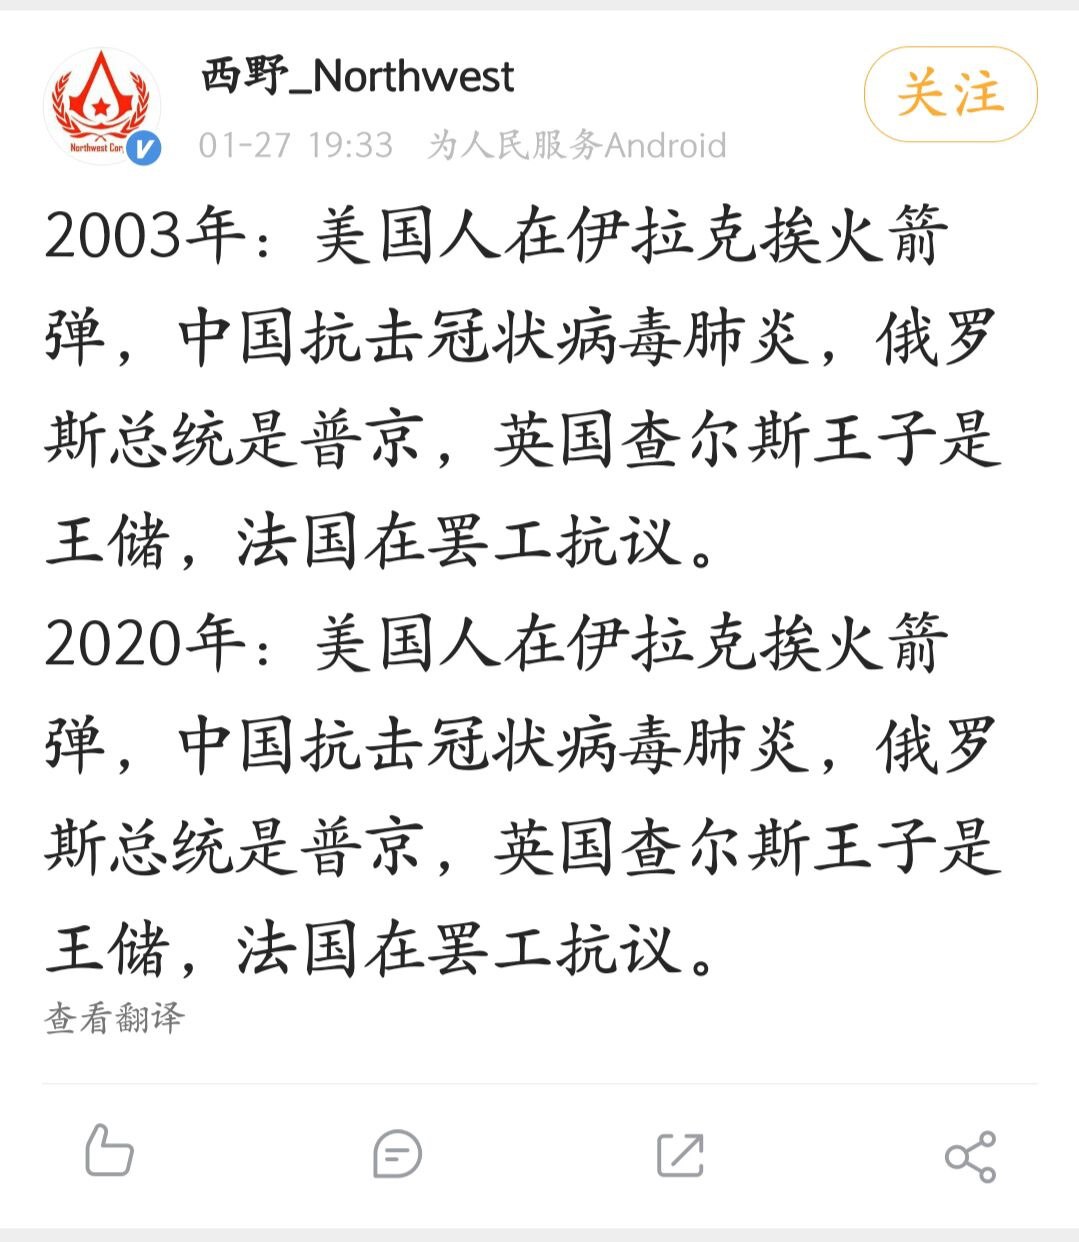 西野_Northwest
关注
01-27 19:33 为人民服务Android
Northwest Cor
2003年：美国人在伊拉克挨火箭
弹，中国抗击冠状病毒肺炎，俄罗
斯总统是普京，英国查尔斯王子是
王储，法国在罢工抗议。
2020年：美国人在伊拉克挨火箭
弹，中国抗击冠状病毒肺炎，俄罗
斯总统是普京，英国查尔斯王子是
王储，法国在罢工抗议。
查看翻译